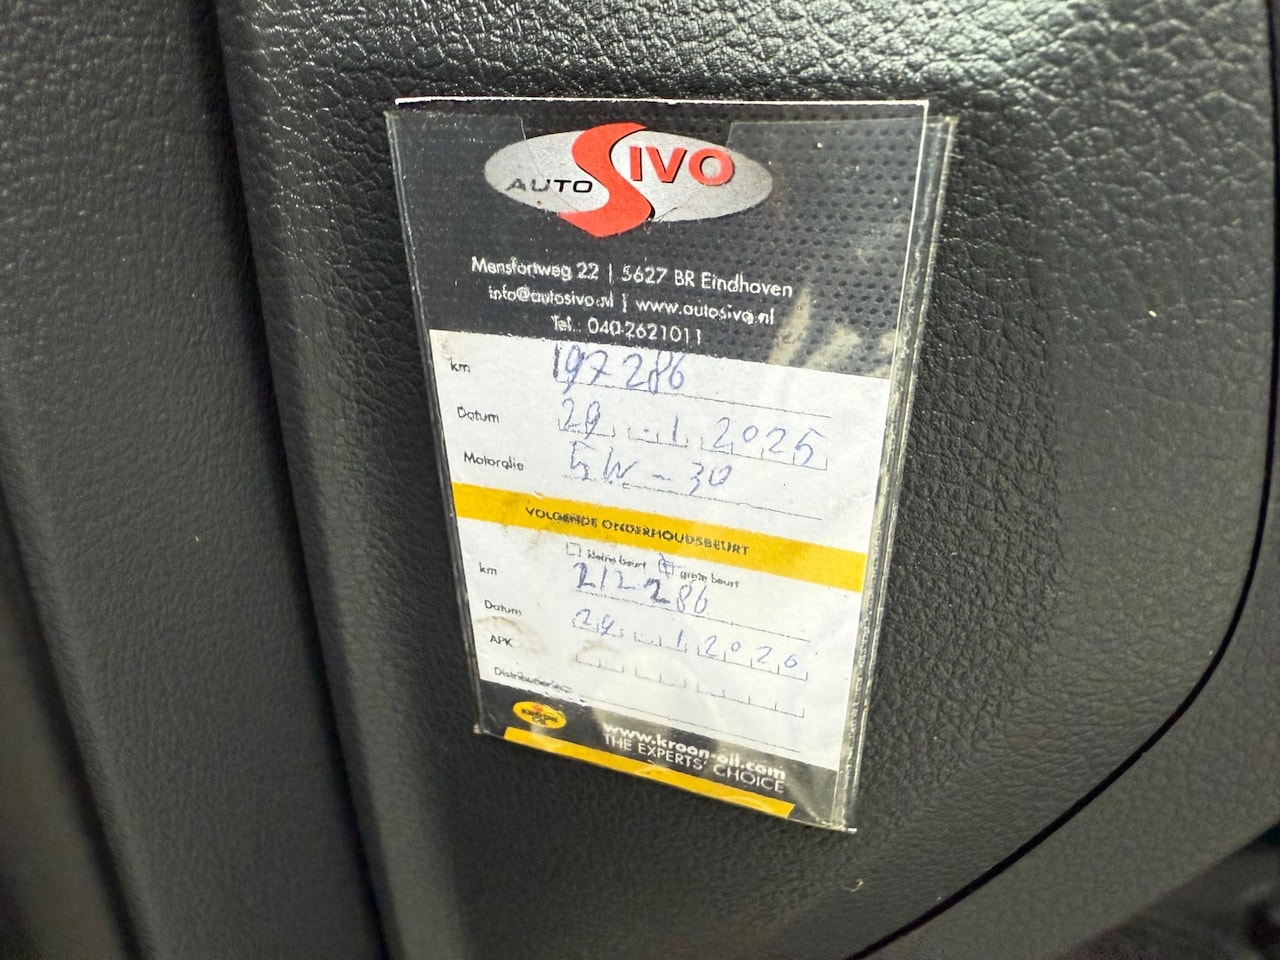 AUTO SIVO
Mensfortweg 22 | 5627 BR Eindhoven
info@autosivo.nl | www.autosivo.nl
Tel.: 040-2621011
km 197286
Datum 29-1 2025
Motorolie 5W-30
VOLGENDE ONDERHOUDSBEURT
kleine beurt grote beurt
km 212286
Datum 29-1 2026
APK
KROON OIL
www.kroon-oil.com
THE EXPERTS' CHOICE